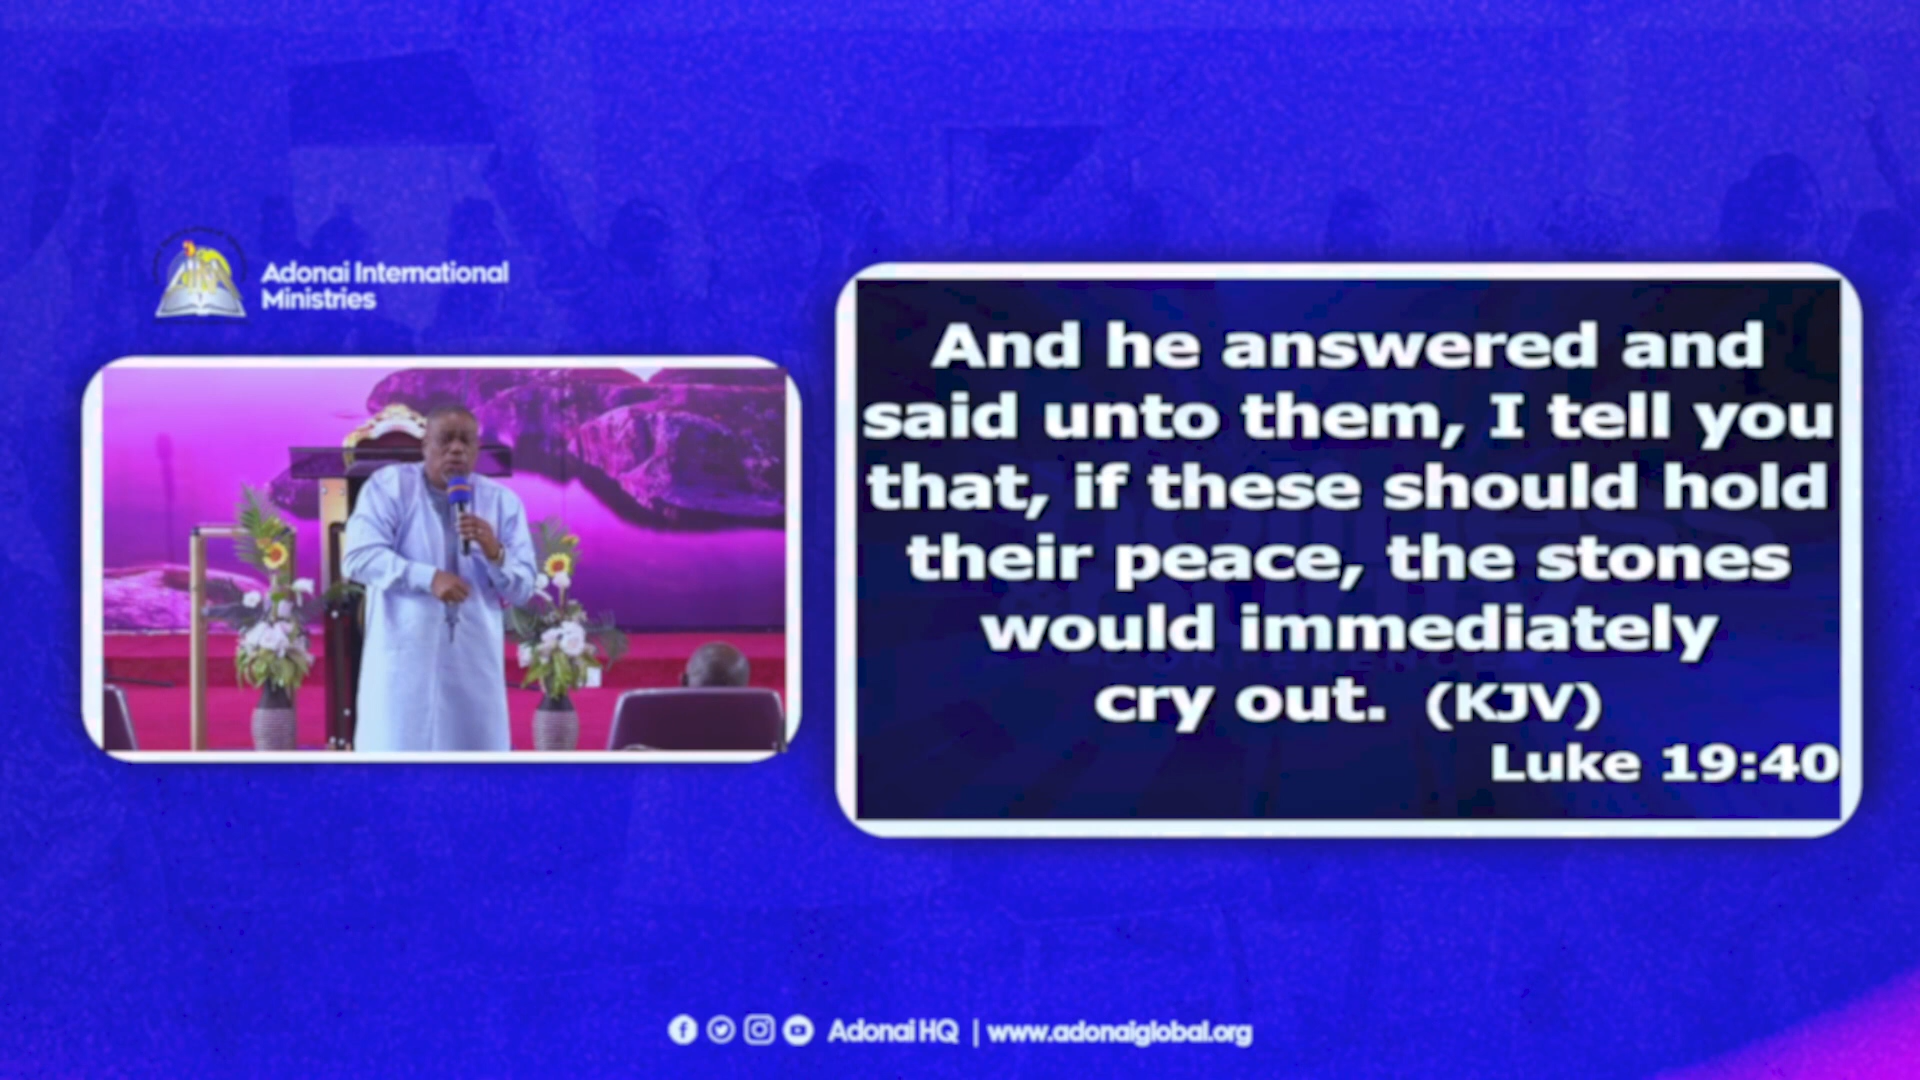 Adonai International
Ministries
And he answered and
said unto them, I tell you
that, if these should hold
their peace, the stones
would immediately
cry out. (KJV)
Luke 19:40
Adonai HQ | www.adonaiglobal.org